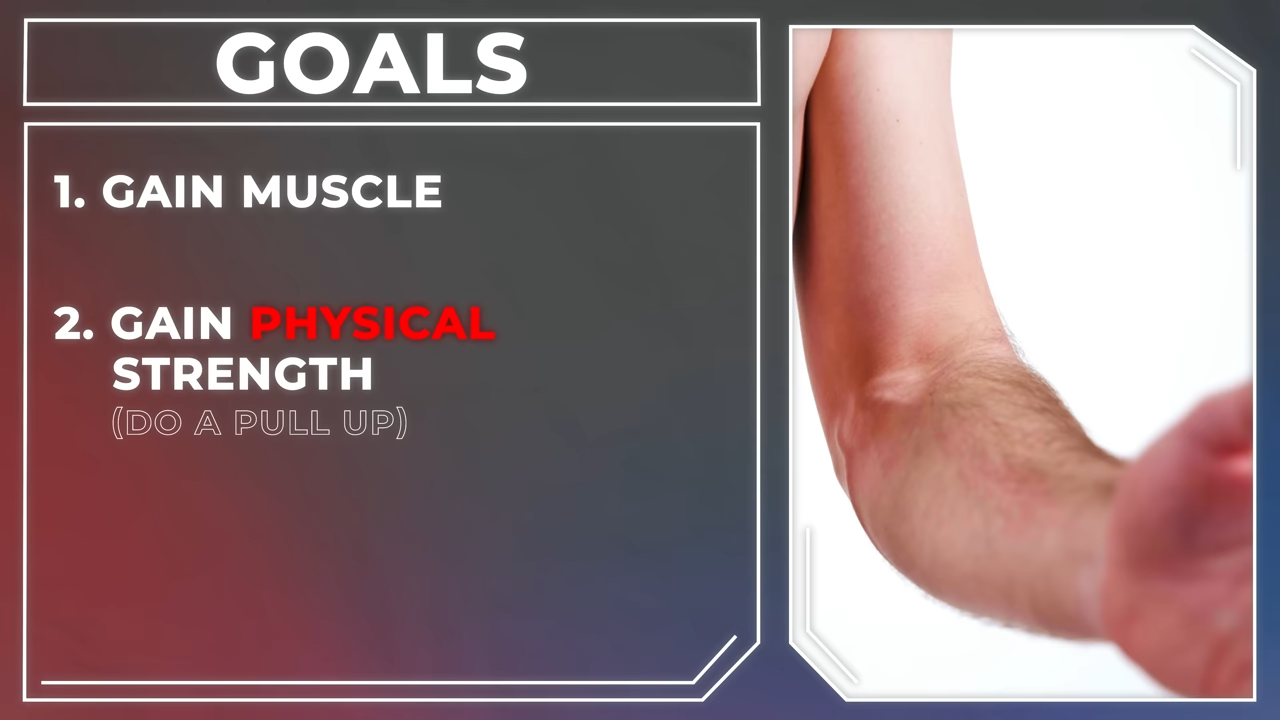 GOALS
1. GAIN MUSCLE
2. GAIN PHYSICAL
STRENGTH
(DO A PULL UP)